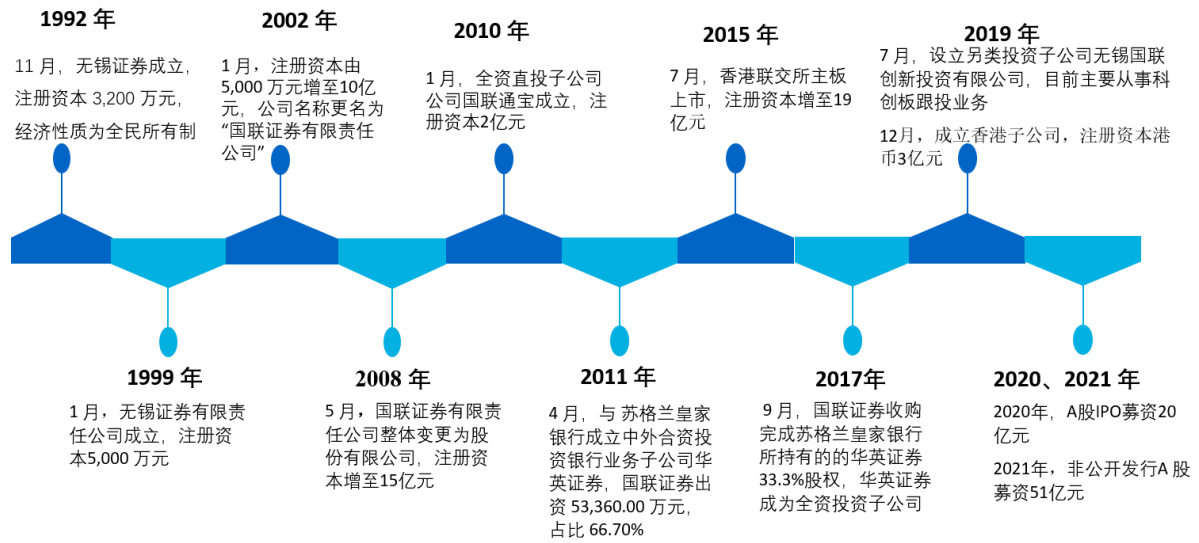 1992 年
11 月，无锡证券成立，
注册资本 3,200 万元，
经济性质为全民所有制
2002 年
1 月，注册资本由
5,000 万元增至10亿
元，公司名称更名为
“国联证券有限责任
公司”
2010 年
1 月，全资直投子公司
公司国联通宝成立，注
册资本2亿元
2015 年
7 月，香港联交所主板
上市，注册资本增至19
亿元
2019 年
7 月，设立另类投资子公司无锡国联
创新投资有限公司，目前主要从事科
创板跟投业务
12月，成立香港子公司，注册资本港
币3亿元
1999 年
1 月，无锡证券有限责
任公司成立，注册资
本5,000 万元
2008 年
5 月，国联证券有限责
任公司整体变更为股
份有限公司，注册资
本增至15亿元
2011 年
4 月，与 苏格兰皇家
银行成立中外合资投
资银行业务子公司华
英证券，国联证券出
资 53,360.00 万元，
占比 66.70%
2017年
9 月，国联证券收购
完成苏格兰皇家银行
所持有的的华英证券
33.3%股权，华英证券
成为全资投资子公司
2020、2021 年
2020年，A股IPO募资20
亿元
2021年，非公开发行A 股
募资51亿元